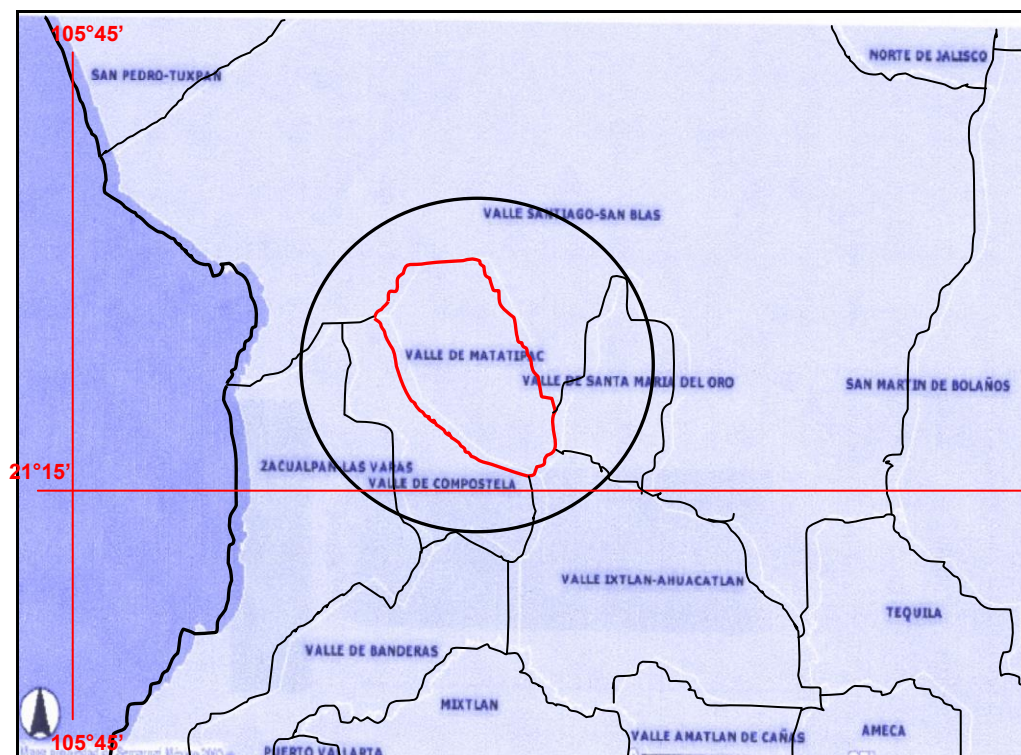 105°45’
SAN PEDRO-TUXPAN
NORTE DE JALISCO
VALLE SANTIAGO-SAN BLAS
VALLE DE MATATIPAC
VALLE DE SANTA MARIA DEL ORO
SAN MARTIN DE BOLAÑOS
21°15’
ZACUALPAN-LAS VARAS
VALLE DE COMPOSTELA
VALLE IXTLAN-AHUACATLAN
TEQUILA
VALLE DE BANDERAS
MIXTLAN
VALLE AMATLAN DE CAÑAS
AMECA
105°45’
PUERTO VALLARTA